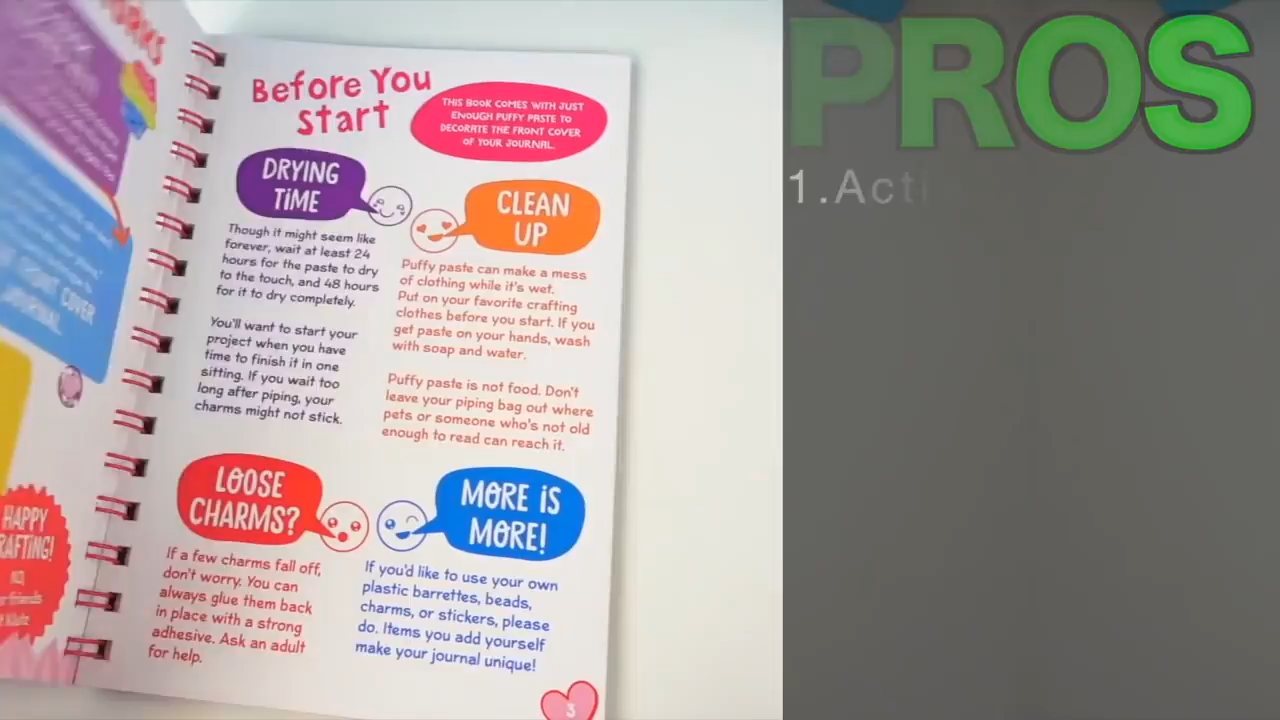 ORKS
COVER
JOURNAL
HAPPY
RAFTING!
Before You
Start
THIS BOOK COMES WITH JUST
ENOUGH PUFFY PASTE TO
DECORATE THE FRONT COVER
OF YOUR JOURNAL.
DRYING
TIME
Though it might seem like
forever, wait at least 24
hours for the paste to dry
to the touch, and 48 hours
for it to dry completely.
You'll want to start your
project when you have
time to finish it in one
sitting. If you wait too
long after piping, your
charms might not stick.
CLEAN
UP
Puffy paste can make a mess
of clothing while it's wet.
Put on your favorite crafting
clothes before you start. If you
get paste on your hands, wash
with soap and water.
Puffy paste is not food. Don't
leave your piping bag out where
pets or someone who's not old
enough to read can reach it.
LOOSE
CHARMS?
If a few charms fall off,
don't worry. You can
always glue them back
in place with a strong
adhesive. Ask an adult
for help.
MORE IS
MORE!
If you'd like to use your own
plastic barrettes, beads,
charms, or stickers, please
do. Items you add yourself
make your journal unique!
3
PROS
1.Acti